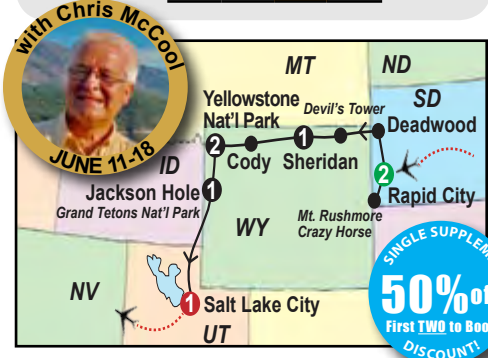 with Chris McCool
JUNE 11-18
MT
ND
SD
Yellowstone
Nat'l Park
Devil's Tower
Deadwood
2
1
Cody
Sheridan
ID
2
Jackson Hole
1
Rapid City
Grand Tetons Nat'l Park
Mt. Rushmore
Crazy Horse
WY
NV
1
Salt Lake City
UT
SINGLE
50%
First TWO to
DISCOUNT!